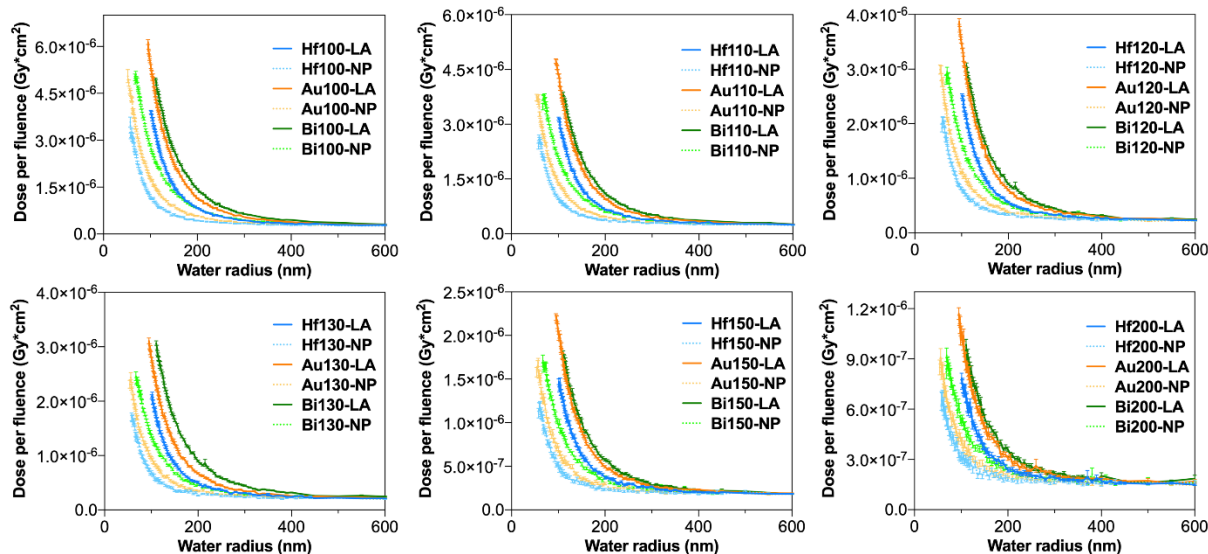 Dose per fluence (Gy*cm²)
6.0×10⁻⁶
4.5×10⁻⁶
3.0×10⁻⁶
1.5×10⁻⁶
0.0
0 200 400 600
Water radius (nm)
Hf100-LA
Hf100-NP
Au100-LA
Au100-NP
Bi100-LA
Bi100-NP
Dose per fluence (Gy*cm²)
6.0×10⁻⁶
4.5×10⁻⁶
3.0×10⁻⁶
1.5×10⁻⁶
0.0
0 200 400 600
Water radius (nm)
Hf110-LA
Hf110-NP
Au110-LA
Au110-NP
Bi110-LA
Bi110-NP
Dose per fluence (Gy*cm²)
4.0×10⁻⁶
3.0×10⁻⁶
2.0×10⁻⁶
1.0×10⁻⁶
0.0
0 200 400 600
Water radius (nm)
Hf120-LA
Hf120-NP
Au120-LA
Au120-NP
Bi120-LA
Bi120-NP
Dose per fluence (Gy*cm²)
4.0×10⁻⁶
3.0×10⁻⁶
2.0×10⁻⁶
1.0×10⁻⁶
0.0
0 200 400 600
Water radius (nm)
Hf130-LA
Hf130-NP
Au130-LA
Au130-NP
Bi130-LA
Bi130-NP
Dose per fluence (Gy*cm²)
2.5×10⁻⁶
2.0×10⁻⁶
1.5×10⁻⁶
1.0×10⁻⁶
5.0×10⁻⁷
0.0
0 200 400 600
Water radius (nm)
Hf150-LA
Hf150-NP
Au150-LA
Au150-NP
Bi150-LA
Bi150-NP
Dose per fluence (Gy*cm²)
1.2×10⁻⁶
9.0×10⁻⁷
6.0×10⁻⁷
3.0×10⁻⁷
0.0
0 200 400 600
Water radius (nm)
Hf200-LA
Hf200-NP
Au200-LA
Au200-NP
Bi200-LA
Bi200-NP